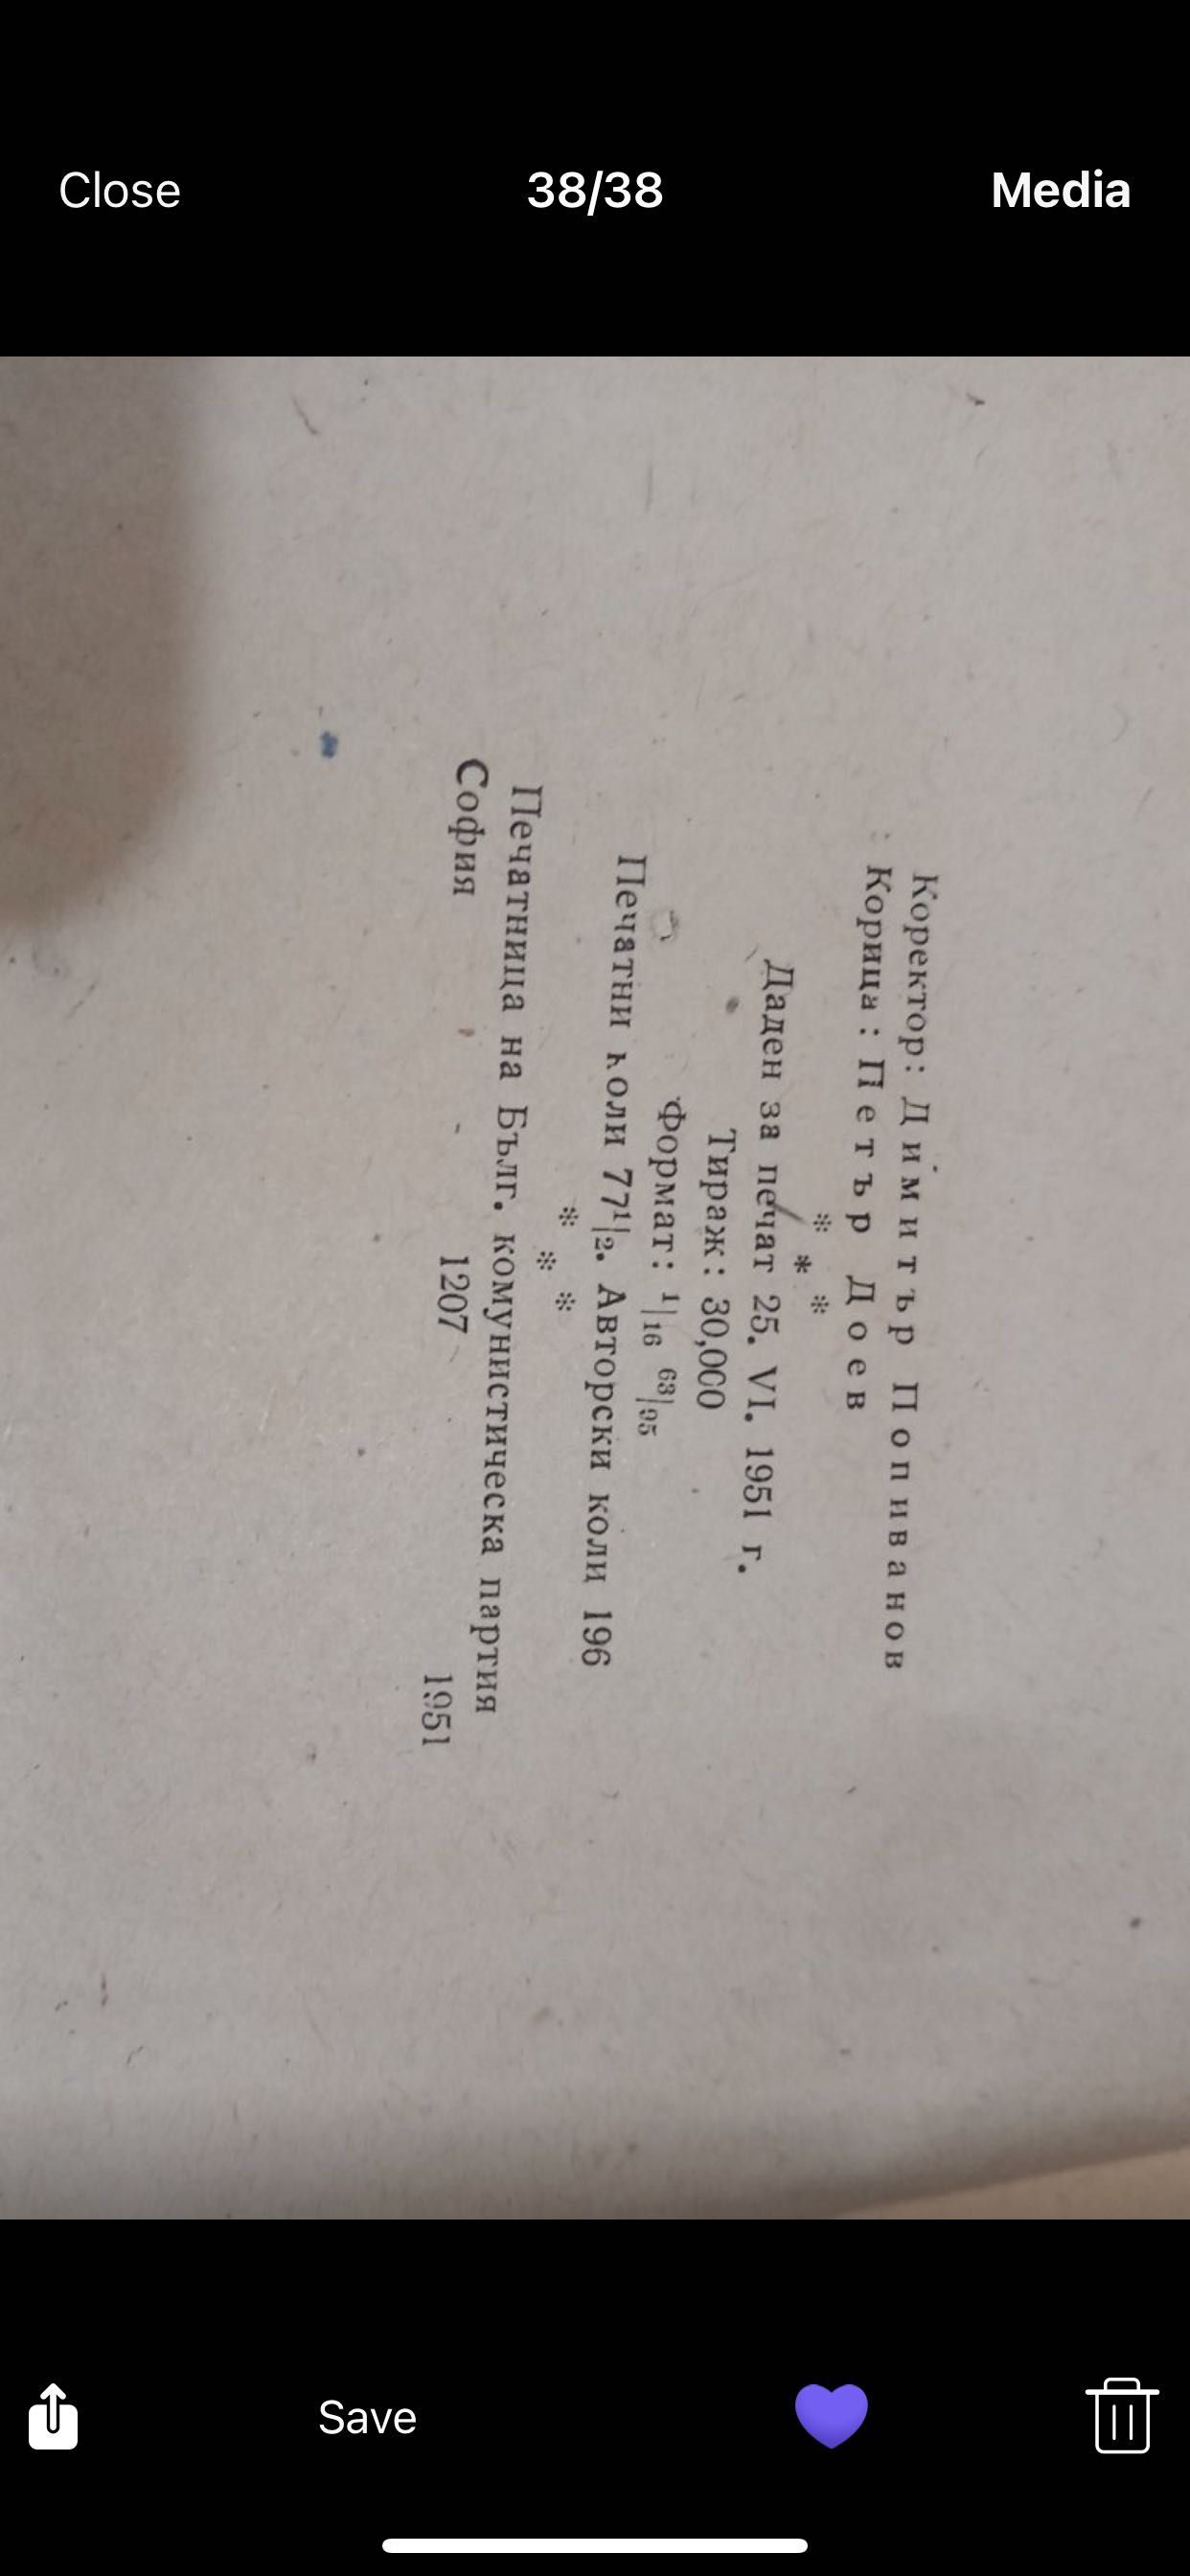 Close
38/38
Media
Коректор: Димитър Попиванов
Корица: Петър Доев
* * *
Даден за печат 25. VI. 1951 г.
Тираж: 30,000
Формат: 1|16 63|95
Печатни коли 77 1|2. Авторски коли 196
* * *
Печатница на Бълг. комунистическа партия
София 1207 1951
Save